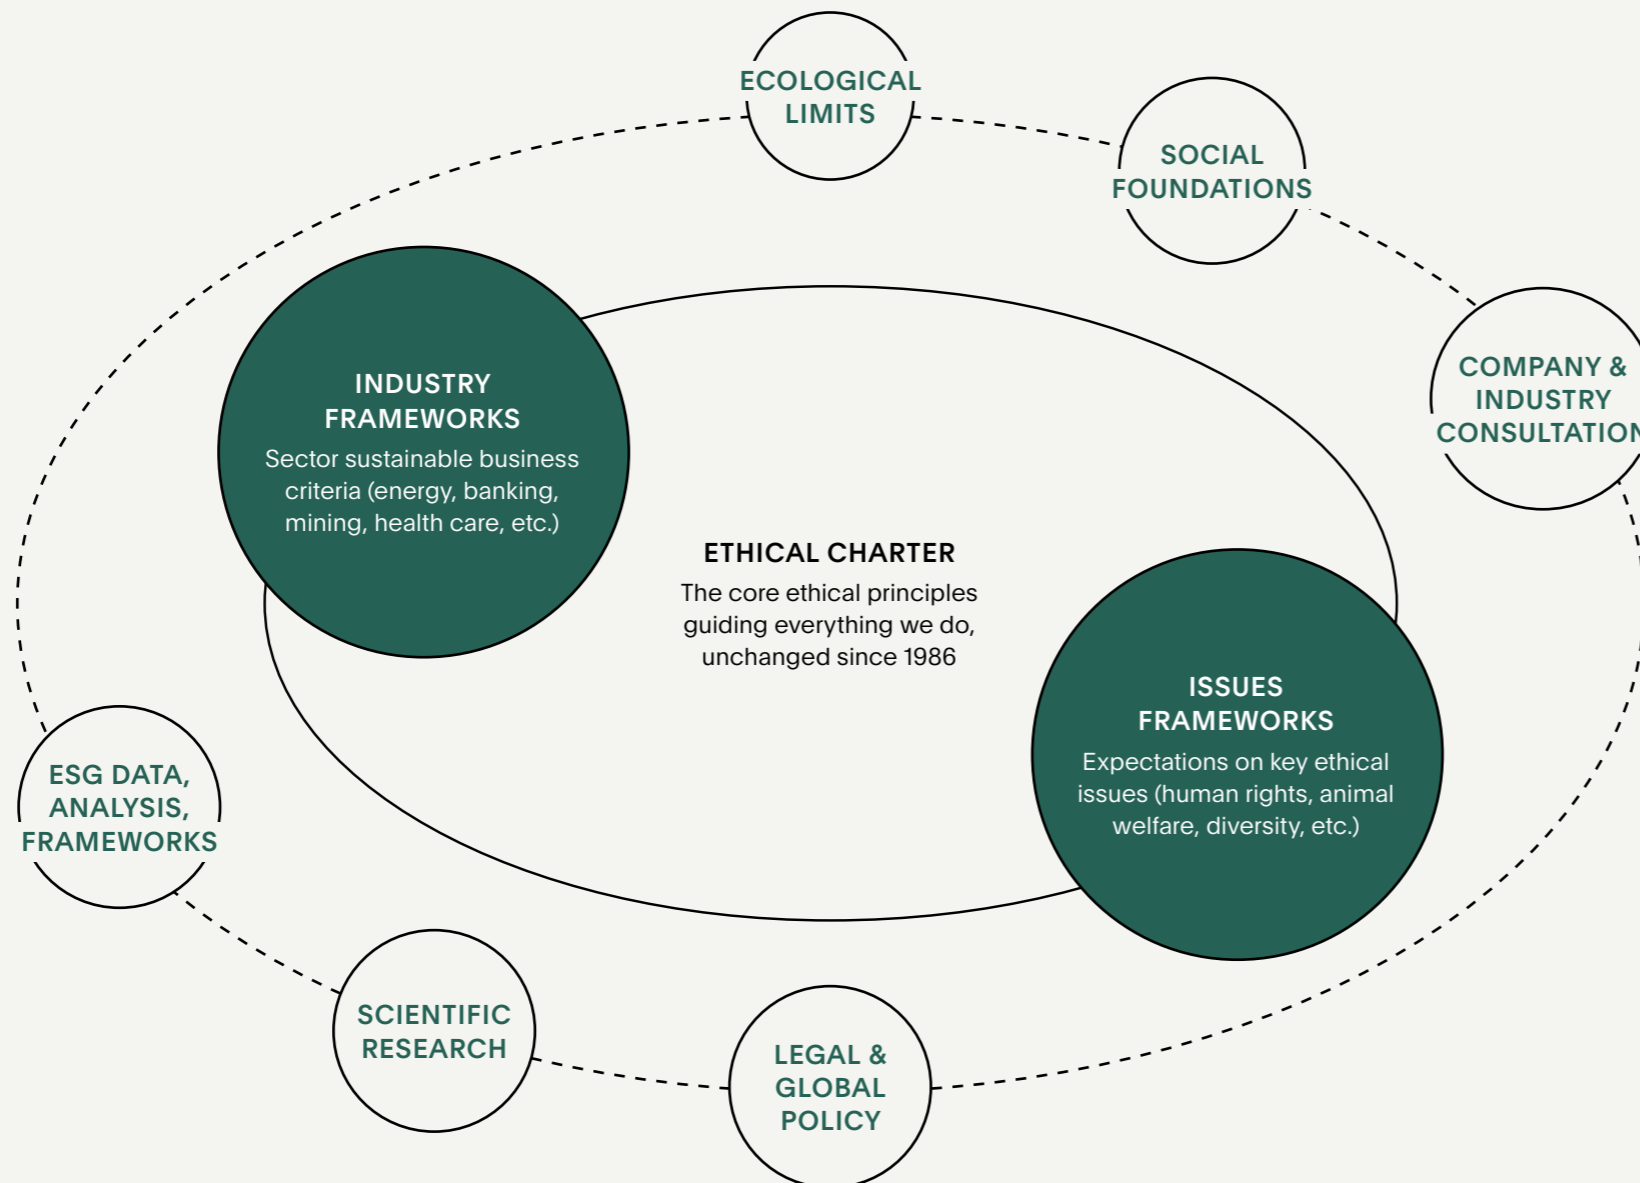 ECOLOGICAL
LIMITS
SOCIAL
FOUNDATIONS
COMPANY &
INDUSTRY
CONSULTATION
INDUSTRY
FRAMEWORKS
Sector sustainable business
criteria (energy, banking,
mining, health care, etc.)
ETHICAL CHARTER
The core ethical principles
guiding everything we do,
unchanged since 1986
ISSUES
FRAMEWORKS
Expectations on key ethical
issues (human rights, animal
welfare, diversity, etc.)
ESG DATA,
ANALYSIS,
FRAMEWORKS
SCIENTIFIC
RESEARCH
LEGAL &
GLOBAL
POLICY